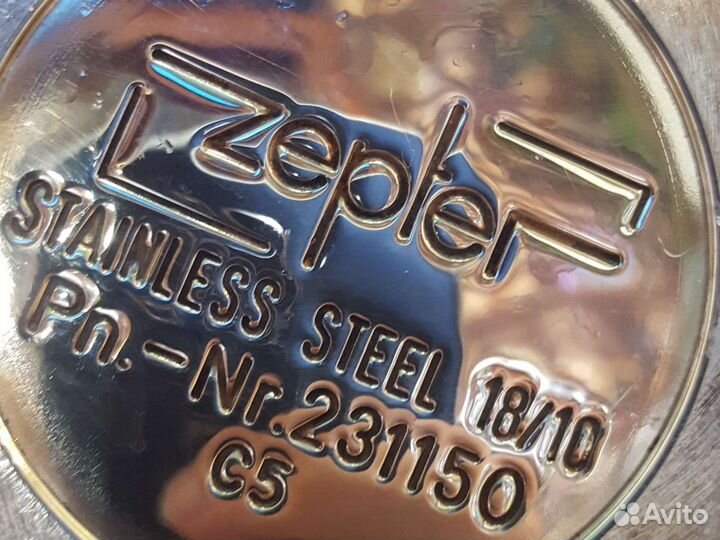 zepter
STAINLESS STEEL 18/10
Pn.-Nr.231150
C5
Avito